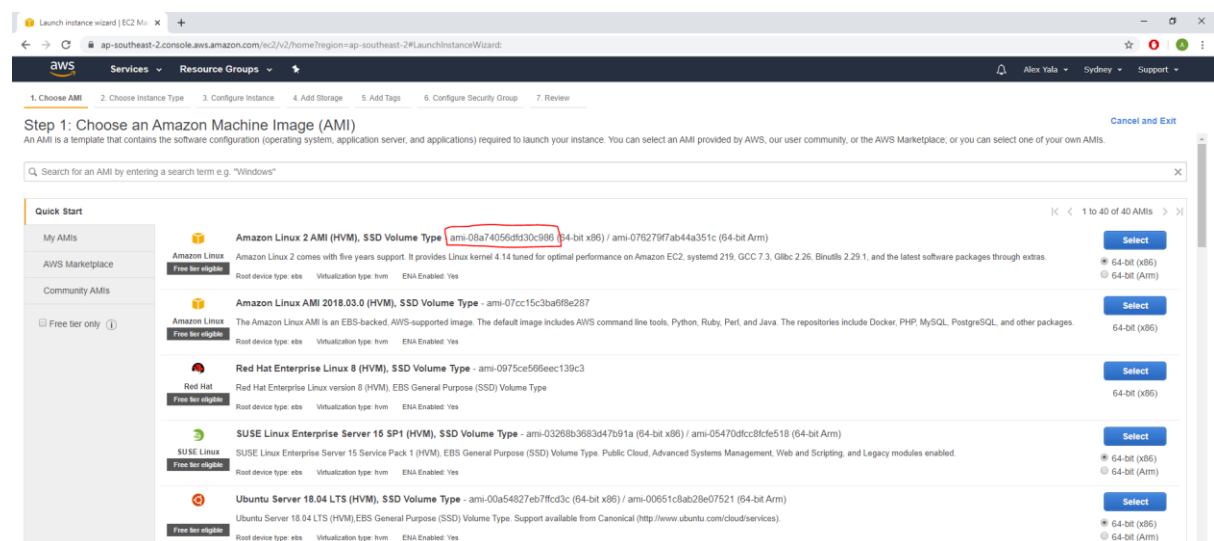 Launch instance wizard | EC2 Ma
ap-southeast-2.console.aws.amazon.com/ec2/v2/home?region=ap-southeast-2#LaunchInstanceWizard:
aws Services Resource Groups Alex Yala Sydney Support
1. Choose AMI 2. Choose Instance Type 3. Configure Instance 4. Add Storage 5. Add Tags 6. Configure Security Group 7. Review
Step 1: Choose an Amazon Machine Image (AMI)
Cancel and Exit
An AMI is a template that contains the software configuration (operating system, application server, and applications) required to launch your instance. You can select an AMI provided by AWS, our user community, or the AWS Marketplace; or you can select one of your own AMIs.
Search for an AMI by entering a search term e.g. "Windows"
Quick Start
1 to 40 of 40 AMIs
My AMIs
AWS Marketplace
Community AMIs
Free tier only
Amazon Linux
Free tier eligible
Amazon Linux 2 AMI (HVM), SSD Volume Type - ami-08a74056dfd30c986 (64-bit x86) / ami-076279f7ab44a351c (64-bit Arm)
Amazon Linux 2 comes with five years support. It provides Linux kernel 4.14 tuned for optimal performance on Amazon EC2, systemd 219, GCC 7.3, Glibc 2.26, Binutils 2.29.1, and the latest software packages through extras.
Root device type: ebs Virtualization type: hvm ENA Enabled: Yes
Select
64-bit (x86)
64-bit (Arm)
Amazon Linux
Free tier eligible
Amazon Linux AMI 2018.03.0 (HVM), SSD Volume Type - ami-07cc15c3ba6f8e287
The Amazon Linux AMI is an EBS-backed, AWS-supported image. The default image includes AWS command line tools, Python, Ruby, Perl, and Java. The repositories include Docker, PHP, MySQL, PostgreSQL, and other packages.
Root device type: ebs Virtualization type: hvm ENA Enabled: Yes
Select
64-bit (x86)
Red Hat
Free tier eligible
Red Hat Enterprise Linux 8 (HVM), SSD Volume Type - ami-0975ce566eec139c3
Red Hat Enterprise Linux version 8 (HVM), EBS General Purpose (SSD) Volume Type
Root device type: ebs Virtualization type: hvm ENA Enabled: Yes
Select
64-bit (x86)
SUSE Linux
Free tier eligible
SUSE Linux Enterprise Server 15 SP1 (HVM), SSD Volume Type - ami-03268b3683d47b91a (64-bit x86) / ami-05470dfcc8fcfe518 (64-bit Arm)
SUSE Linux Enterprise Server 15 Service Pack 1 (HVM), EBS General Purpose (SSD) Volume Type. Public Cloud, Advanced Systems Management, Web and Scripting, and Legacy modules enabled.
Root device type: ebs Virtualization type: hvm ENA Enabled: Yes
Select
64-bit (x86)
64-bit (Arm)
Free tier eligible
Ubuntu Server 18.04 LTS (HVM), SSD Volume Type - ami-00a54827eb7ffcd3c (64-bit x86) / ami-00651c8ab28e07521 (64-bit Arm)
Ubuntu Server 18.04 LTS (HVM),EBS General Purpose (SSD) Volume Type. Support available from Canonical (http://www.ubuntu.com/cloud/services).
Root device type: ebs Virtualization type: hvm ENA Enabled: Yes
Select
64-bit (x86)
64-bit (Arm)